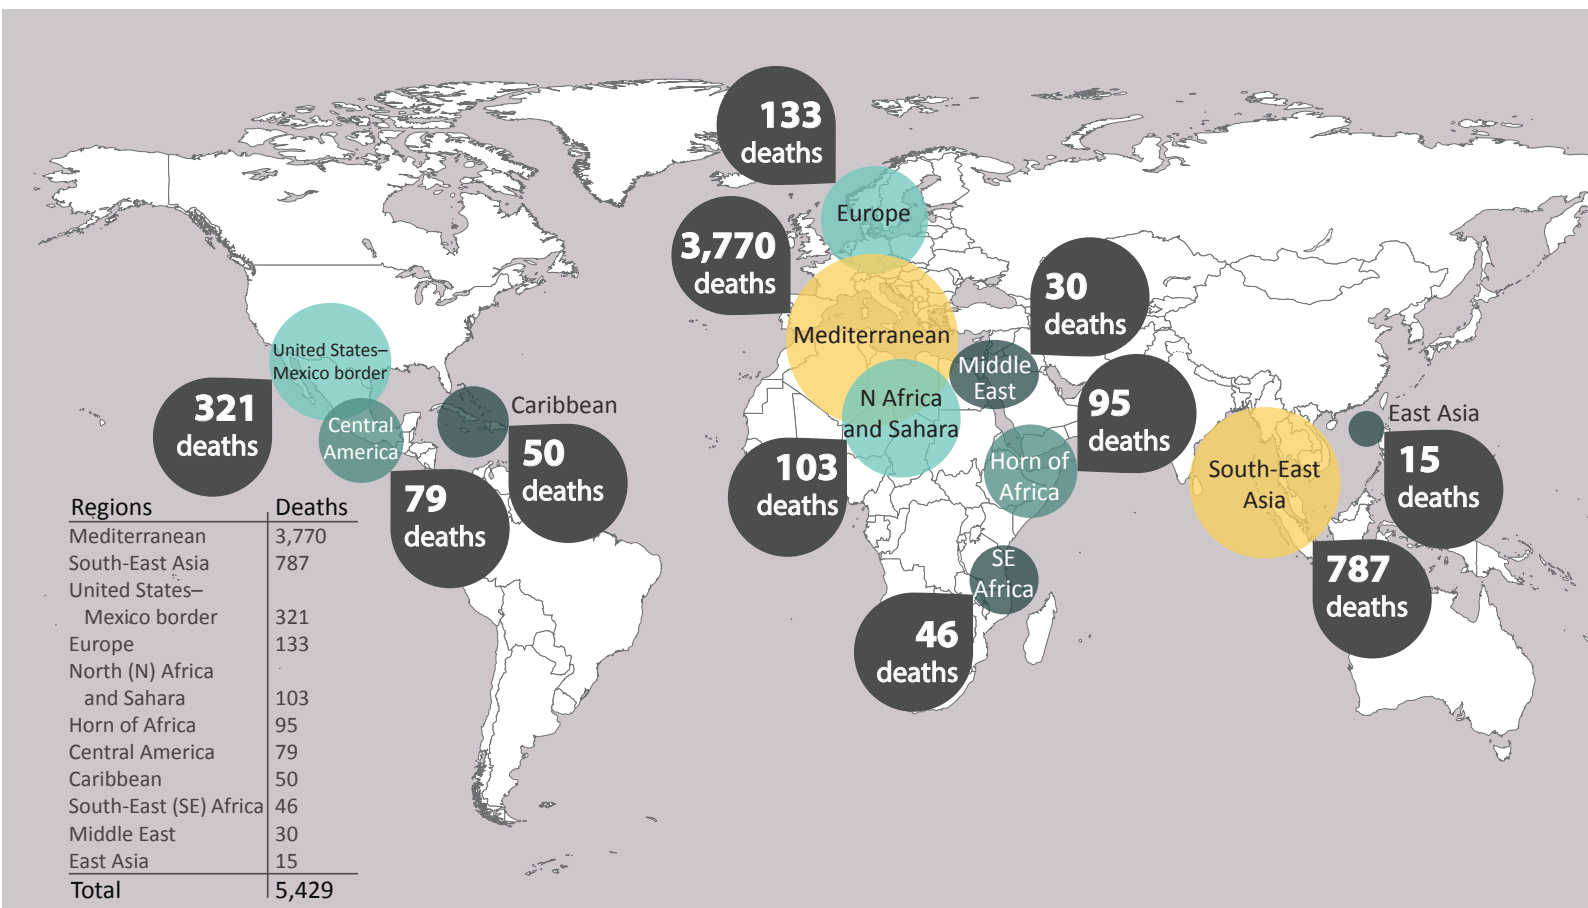 133
deaths
Europe
3,770
deaths
30
deaths
Mediterranean
United States–
Mexico border
Middle
East
321
deaths
Caribbean
N Africa
and Sahara
95
deaths
East Asia
Central
America
50
deaths
103
deaths
Horn of
Africa
South-East
Asia
15
deaths
79
deaths
SE
Africa
787
deaths
46
deaths
Regions Deaths
Mediterranean 3,770
South-East Asia 787
United States–
Mexico border 321
Europe 133
North (N) Africa
and Sahara 103
Horn of Africa 95
Central America 79
Caribbean 50
South-East (SE) Africa 46
Middle East 30
East Asia 15
Total 5,429